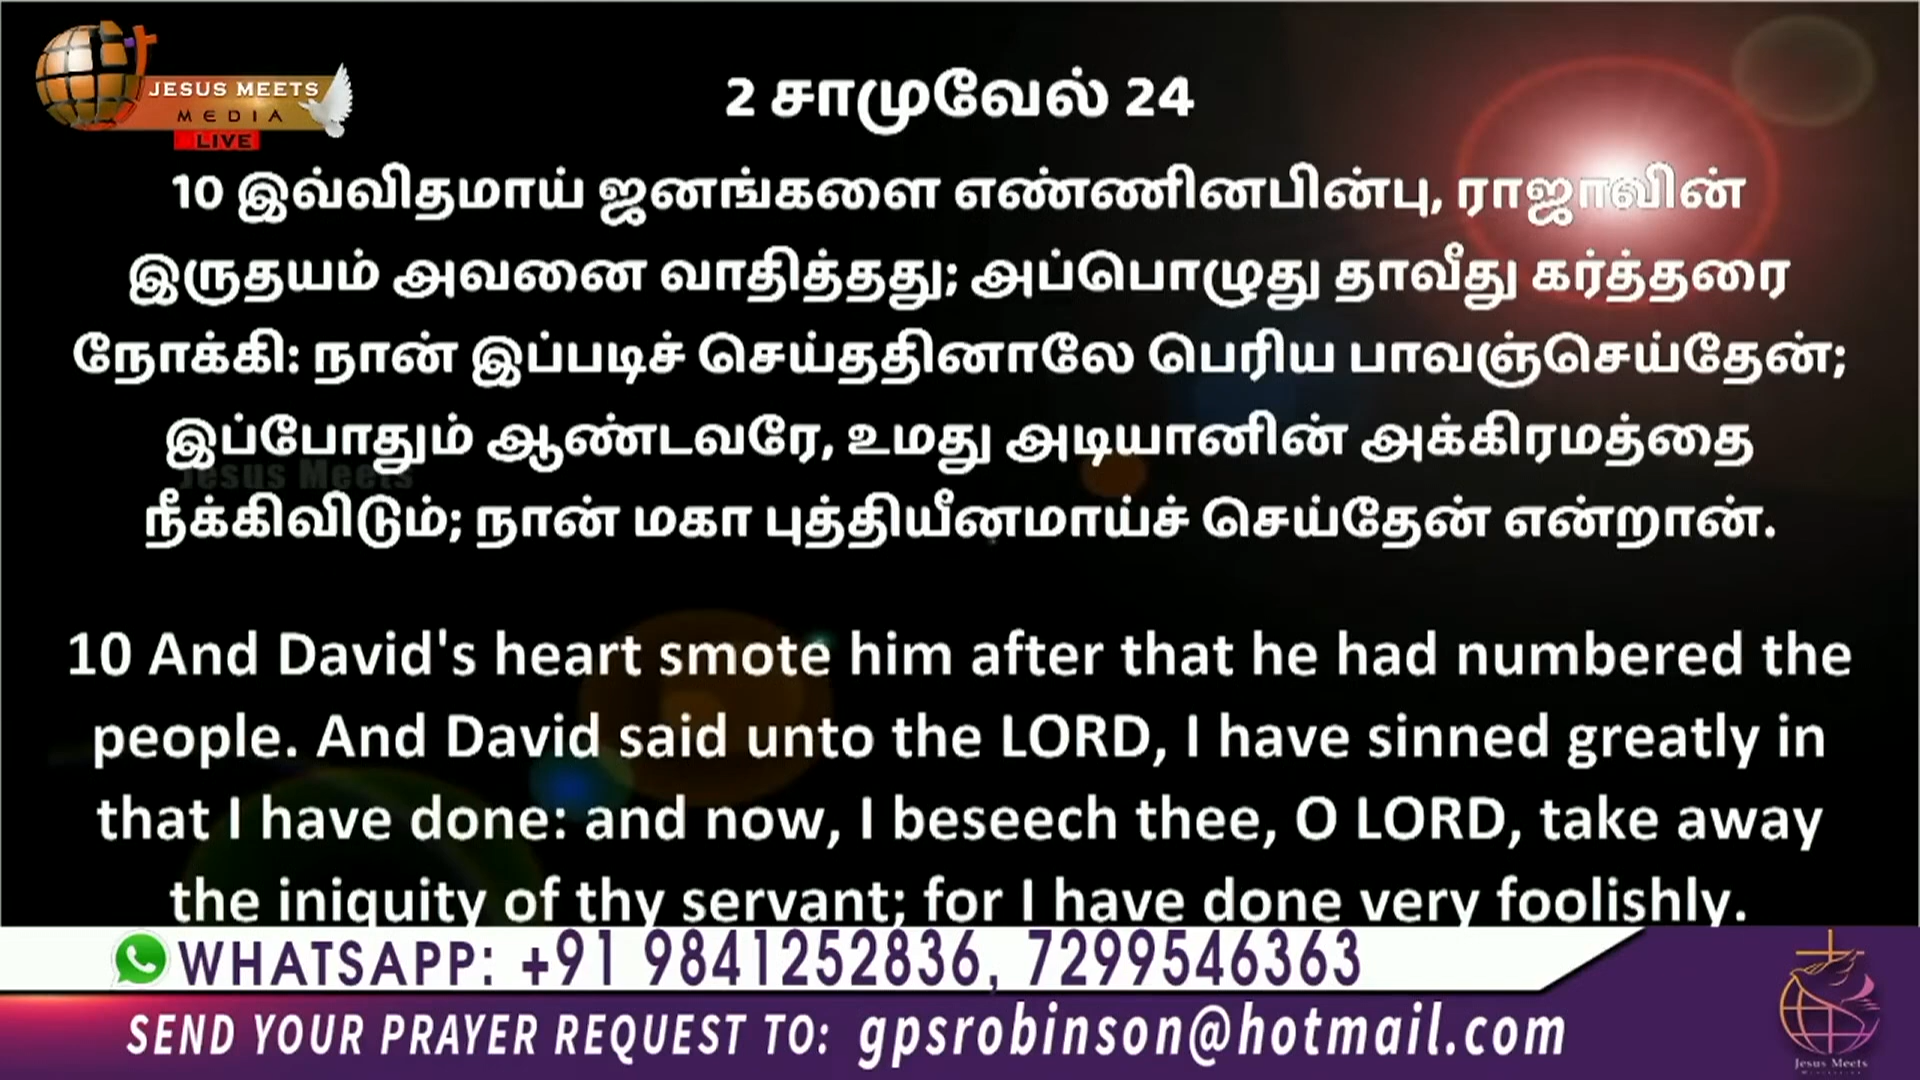 JESUS MEETS
MEDIA
LIVE
2 சாமுவேல் 24
10 இவ்விதமாய் ஜனங்களை எண்ணினபின்பு, ராஜாவின்
இருதயம் அவனை வாதித்தது; அப்பொழுது தாவீது கர்த்தரை
நோக்கி: நான் இப்படிச் செய்ததினாலே பெரிய பாவஞ்செய்தேன்;
இப்போதும் ஆண்டவரே, உமது அடியானின் அக்கிரமத்தை
Jesus Meets
நீக்கிவிடும்; நான் மகா புத்தியீனமாய்ச் செய்தேன் என்றான்.
10 And David's heart smote him after that he had numbered the
people. And David said unto the LORD, I have sinned greatly in
that I have done: and now, I beseech thee, O LORD, take away
the iniquity of thy servant; for I have done very foolishly.
WHATSAPP: +91 9841252836, 7299546363
SEND YOUR PRAYER REQUEST TO: gpsrobinson@hotmail.com
Jesus Meets